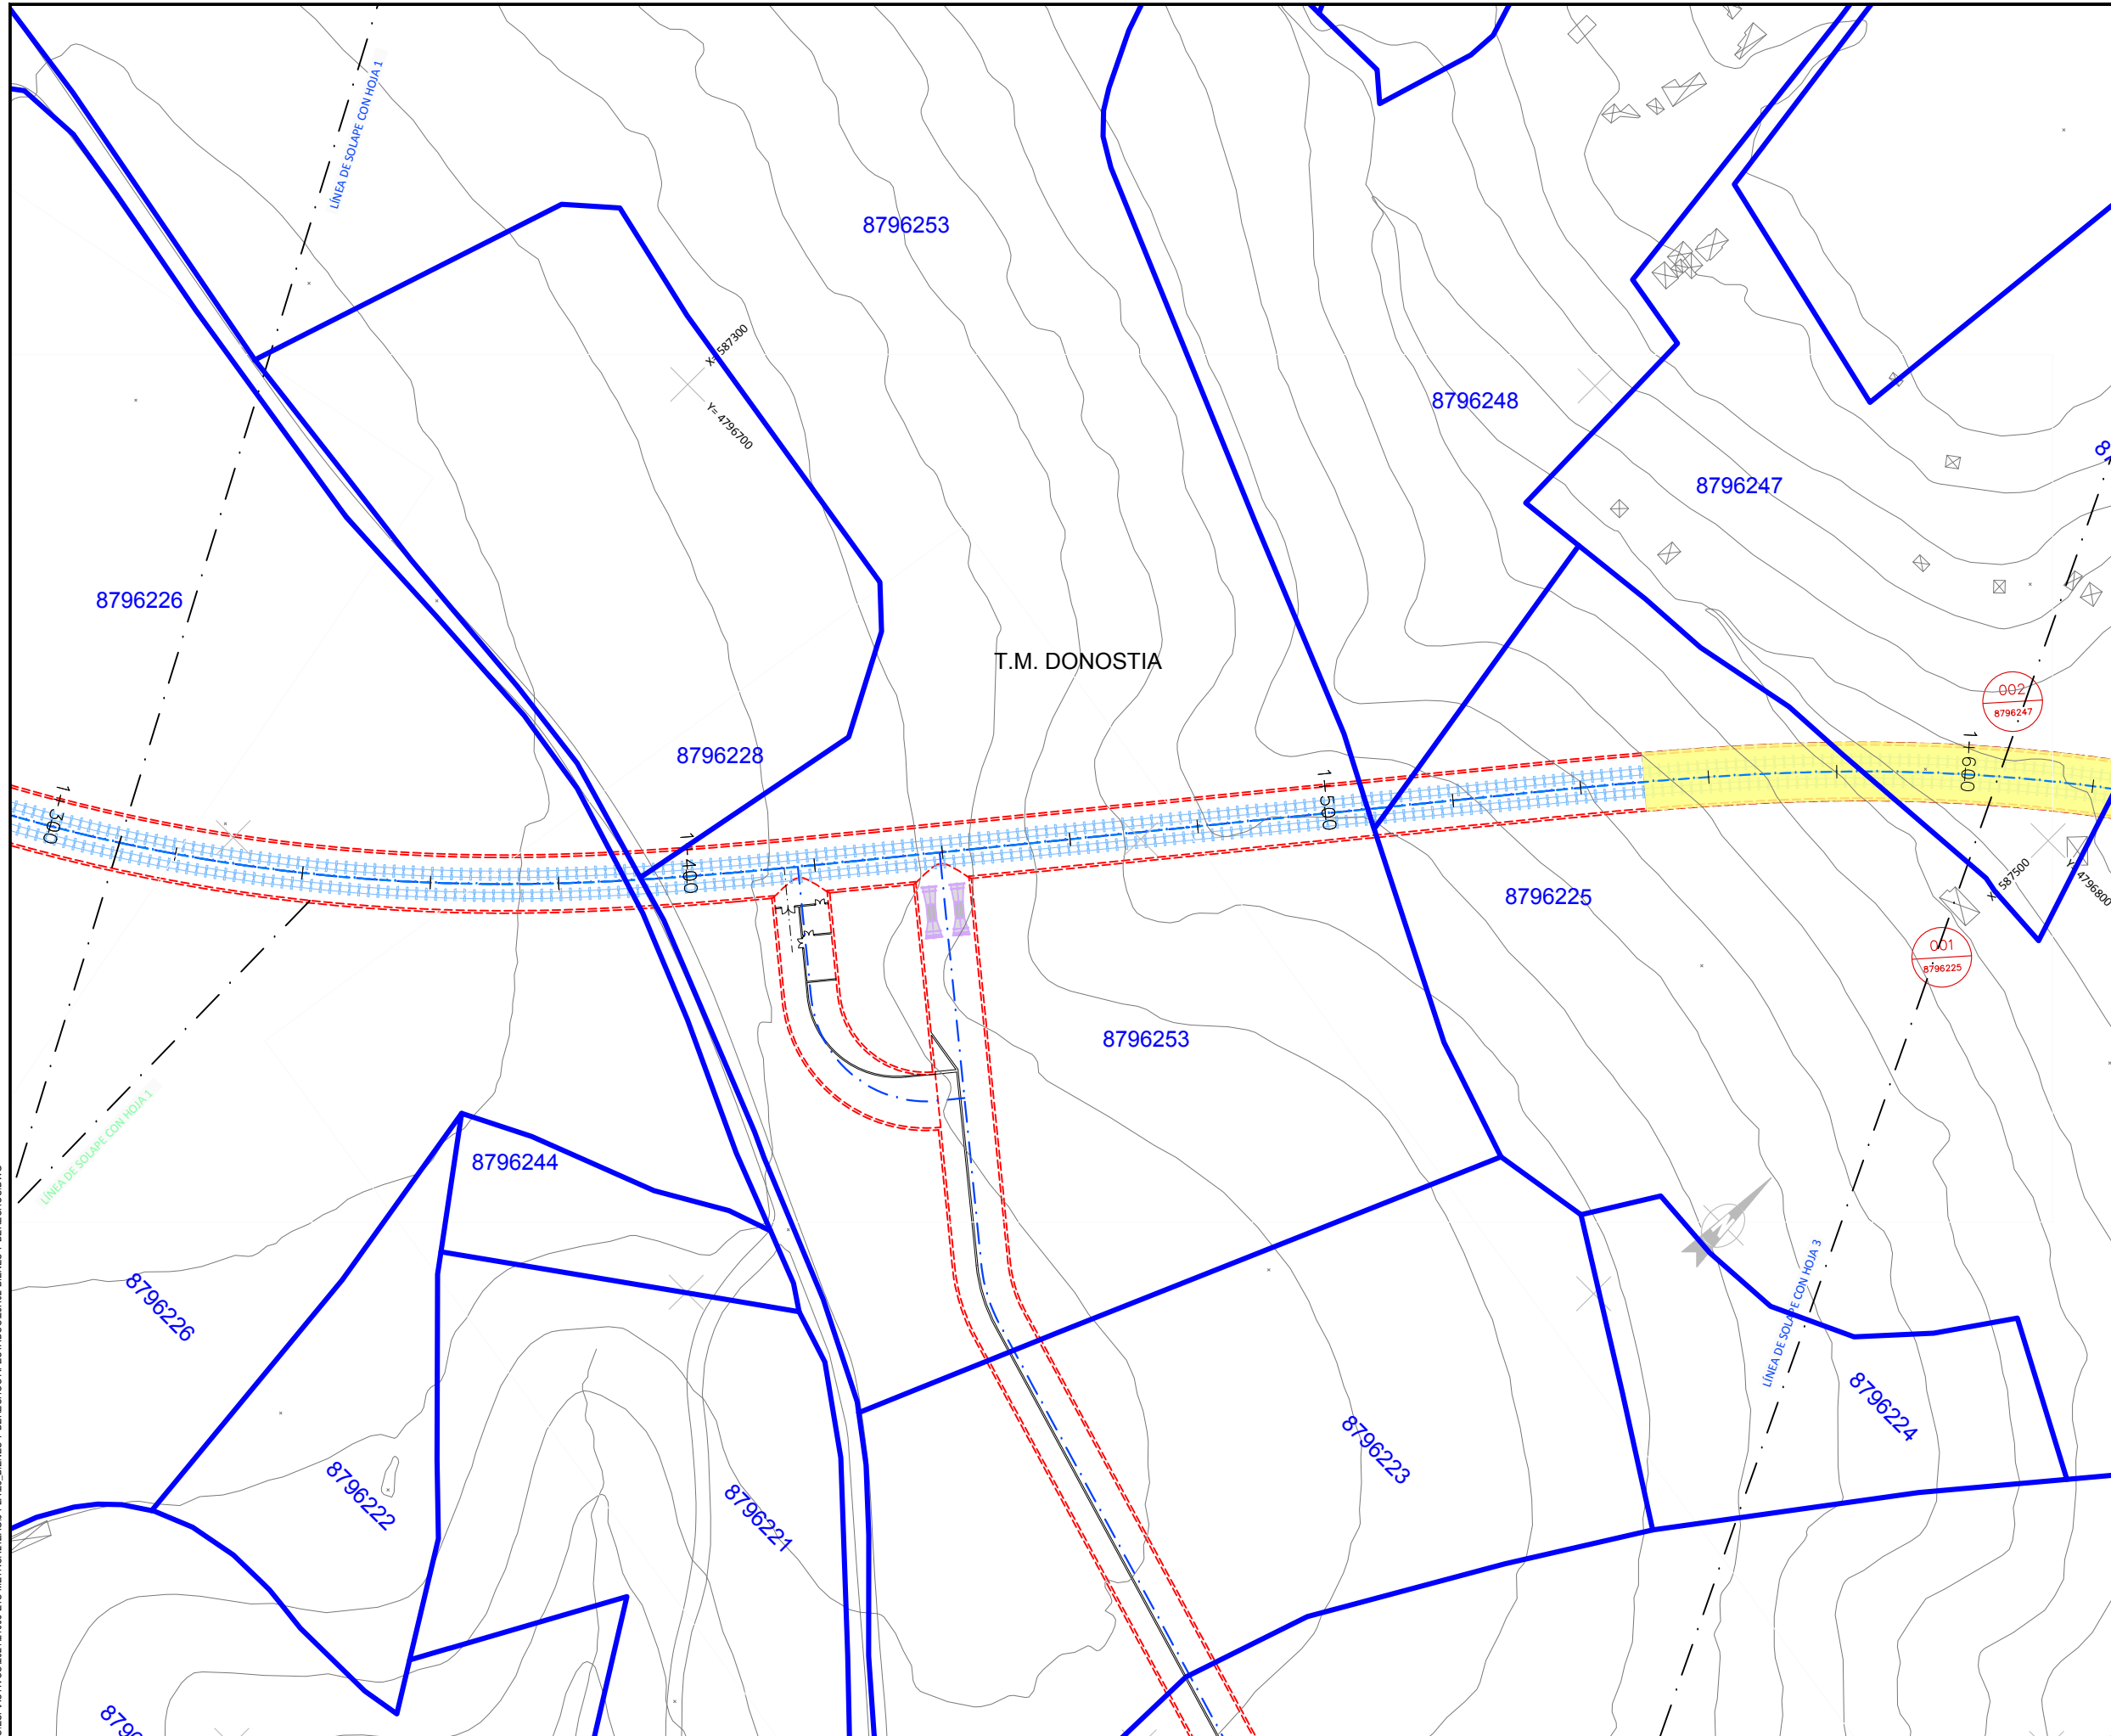 LÍNEA DE SOLAPE CON HOJA 1
8796253
X= 587300
Y= 4796700
8796248
8796247
8796226
T.M. DONOSTIA
002
8796247
8796228
1+300
1+400
1+500
1+600
X= 587500
Y= 4796800
8796225
001
8796225
8796253
LÍNEA DE SOLAPE CON HOJA 1
8796244
8796226
LÍNEA DE SOLAPE CON HOJA 3
8796224
8796223
8796222
8796221